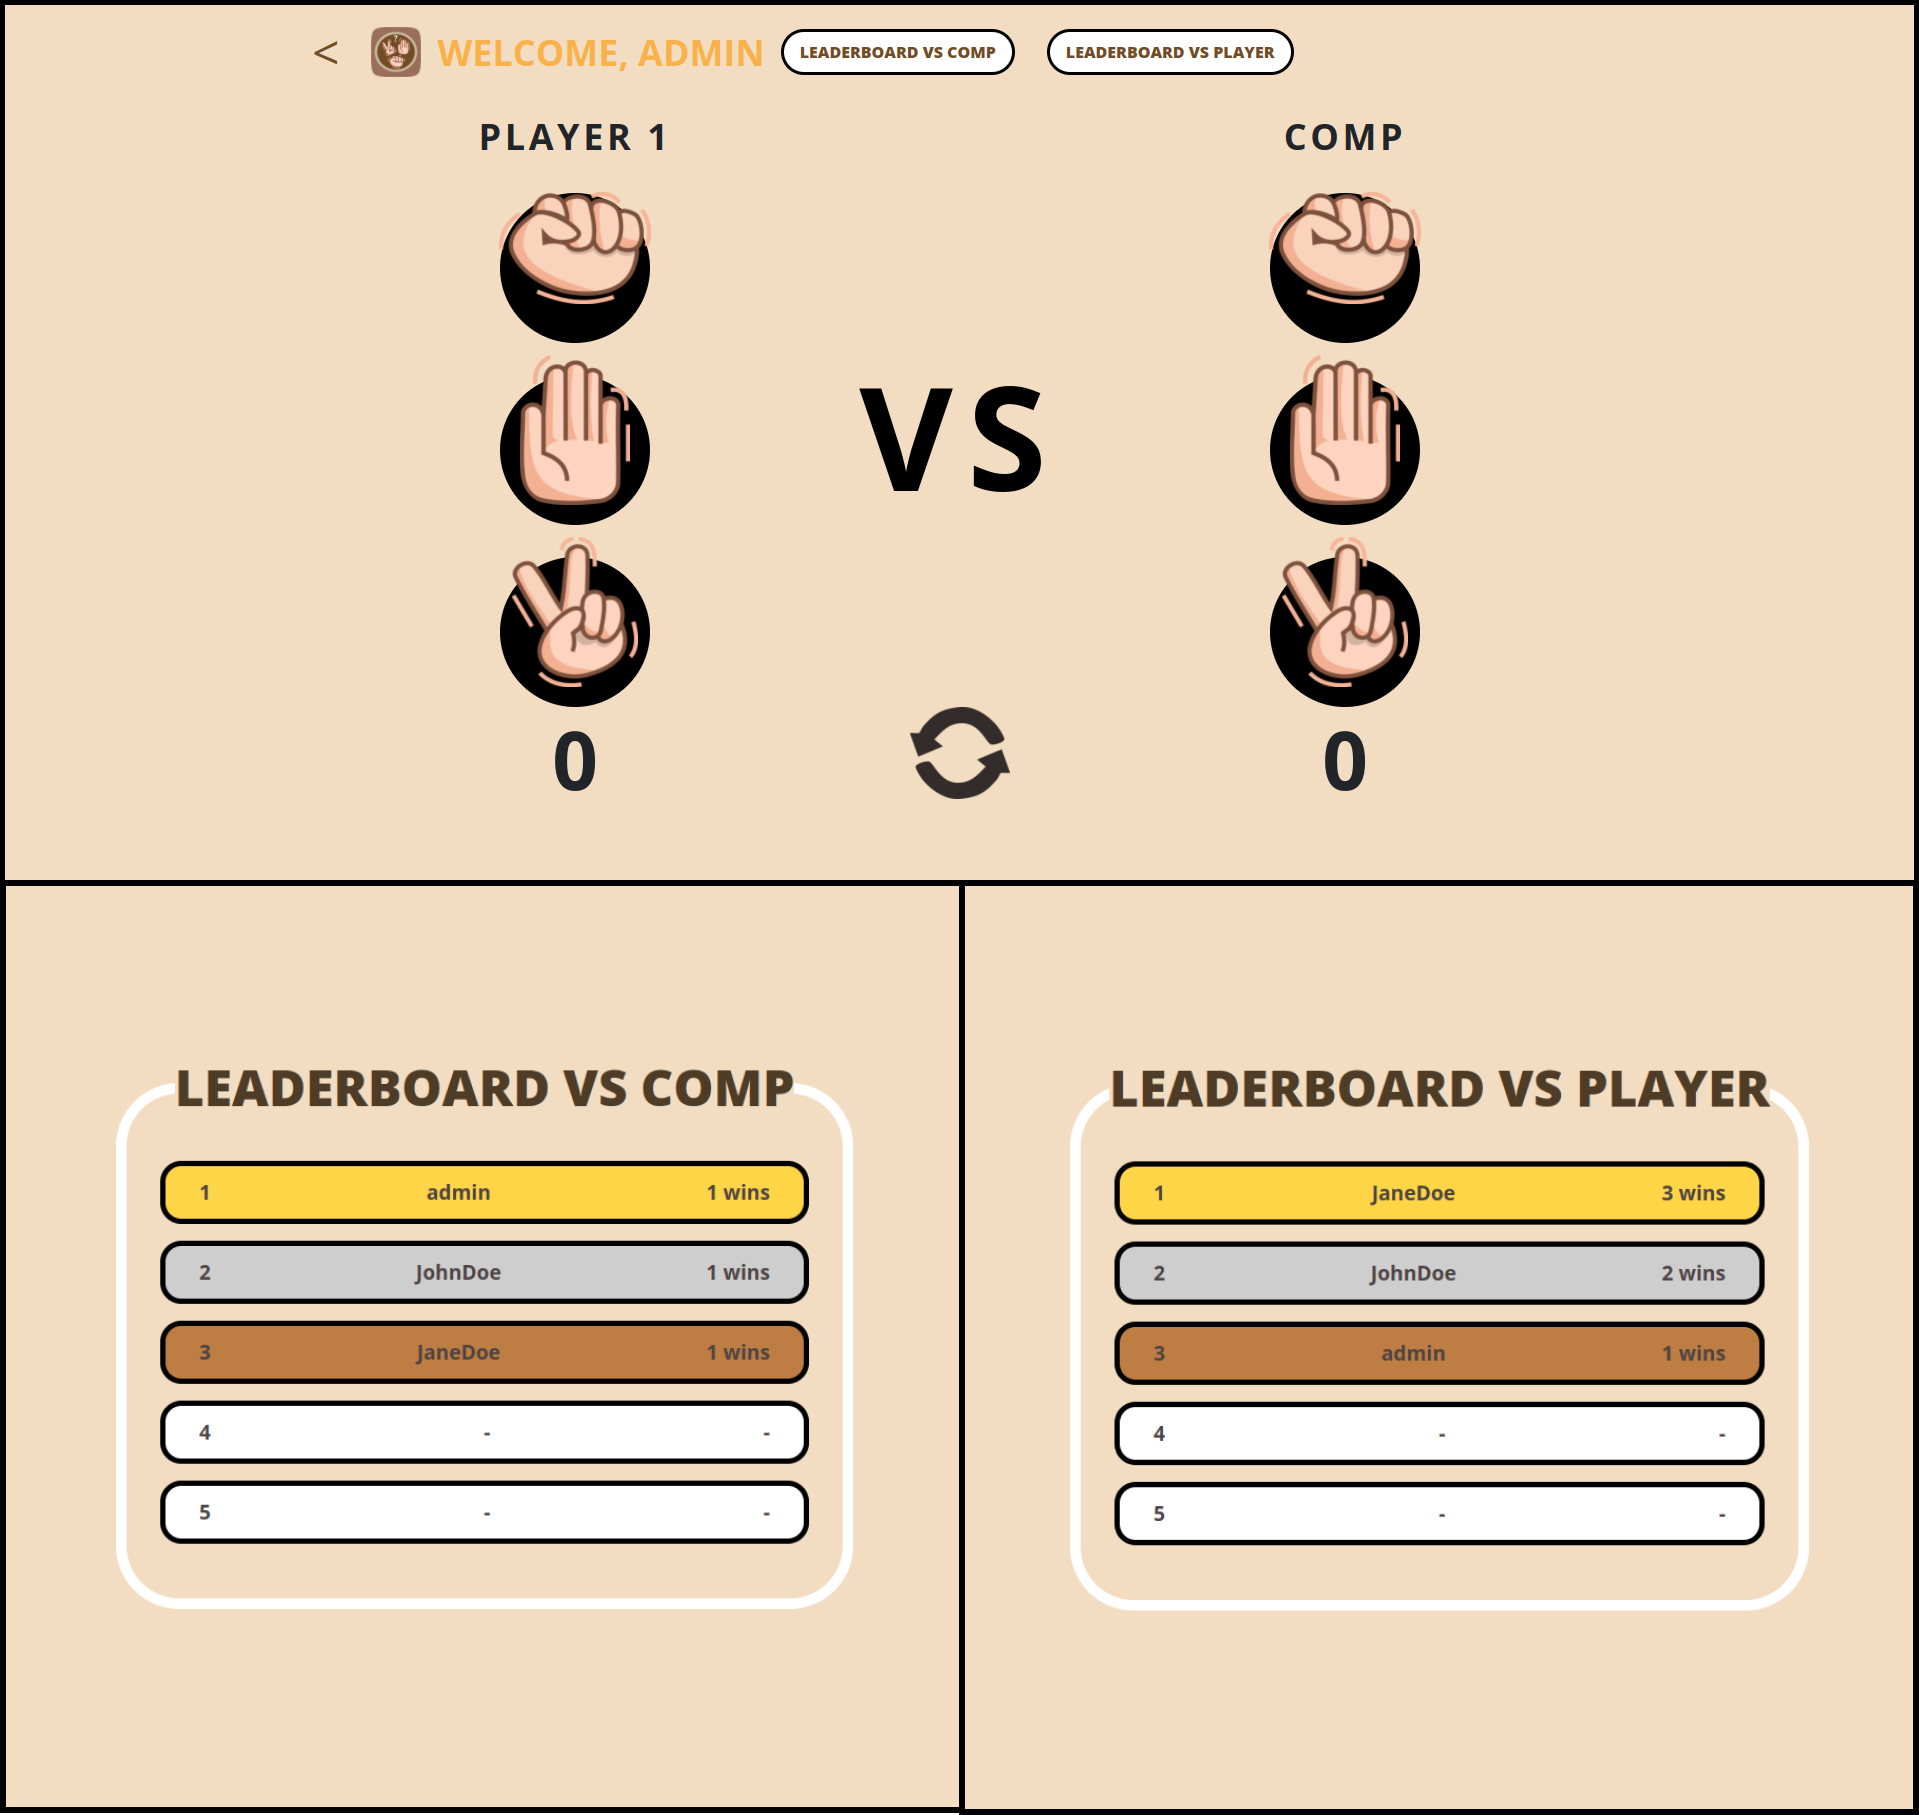 < WELCOME, ADMIN LEADERBOARD VS COMP LEADERBOARD VS PLAYER
PLAYER 1 COMP
VS
0 0
LEADERBOARD VS COMP
1 admin 1 wins
2 JohnDoe 1 wins
3 JaneDoe 1 wins
4 - -
5 - -
LEADERBOARD VS PLAYER
1 JaneDoe 3 wins
2 JohnDoe 2 wins
3 admin 1 wins
4 - -
5 - -